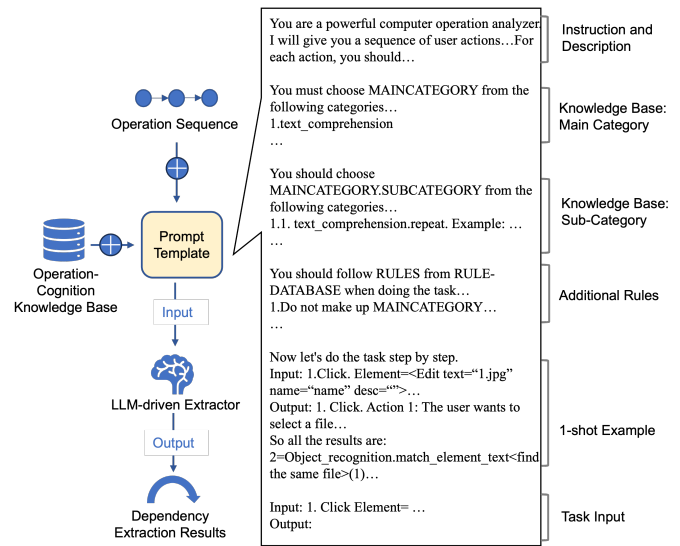 Operation Sequence
Operation-
Cognition
Knowledge Base
Prompt
Template
Input
LLM-driven Extractor
Output
Dependency
Extraction Results
You are a powerful computer operation analyzer.
I will give you a sequence of user actions…For
each action, you should…
You must choose MAINCATEGORY from the
following categories…
1.text_comprehension
…
You should choose
MAINCATEGORY.SUBCATEGORY from the
following categories…
1.1. text_comprehension.repeat. Example: …
…
You should follow RULES from RULE-
DATABASE when doing the task…
1.Do not make up MAINCATEGORY…
…
Now let's do the task step by step.
Input: 1.Click. Element=<Edit text=“1.jpg”
name=“name” desc=“”>…
Output: 1. Click. Action 1: The user wants to
select a file…
So all the results are:
2=Object_recognition.match_element_text<find
the same file>(1)…
Input: 1. Click Element= …
Output:
Instruction and
Description
Knowledge Base:
Main Category
Knowledge Base:
Sub-Category
Additional Rules
1-shot Example
Task Input